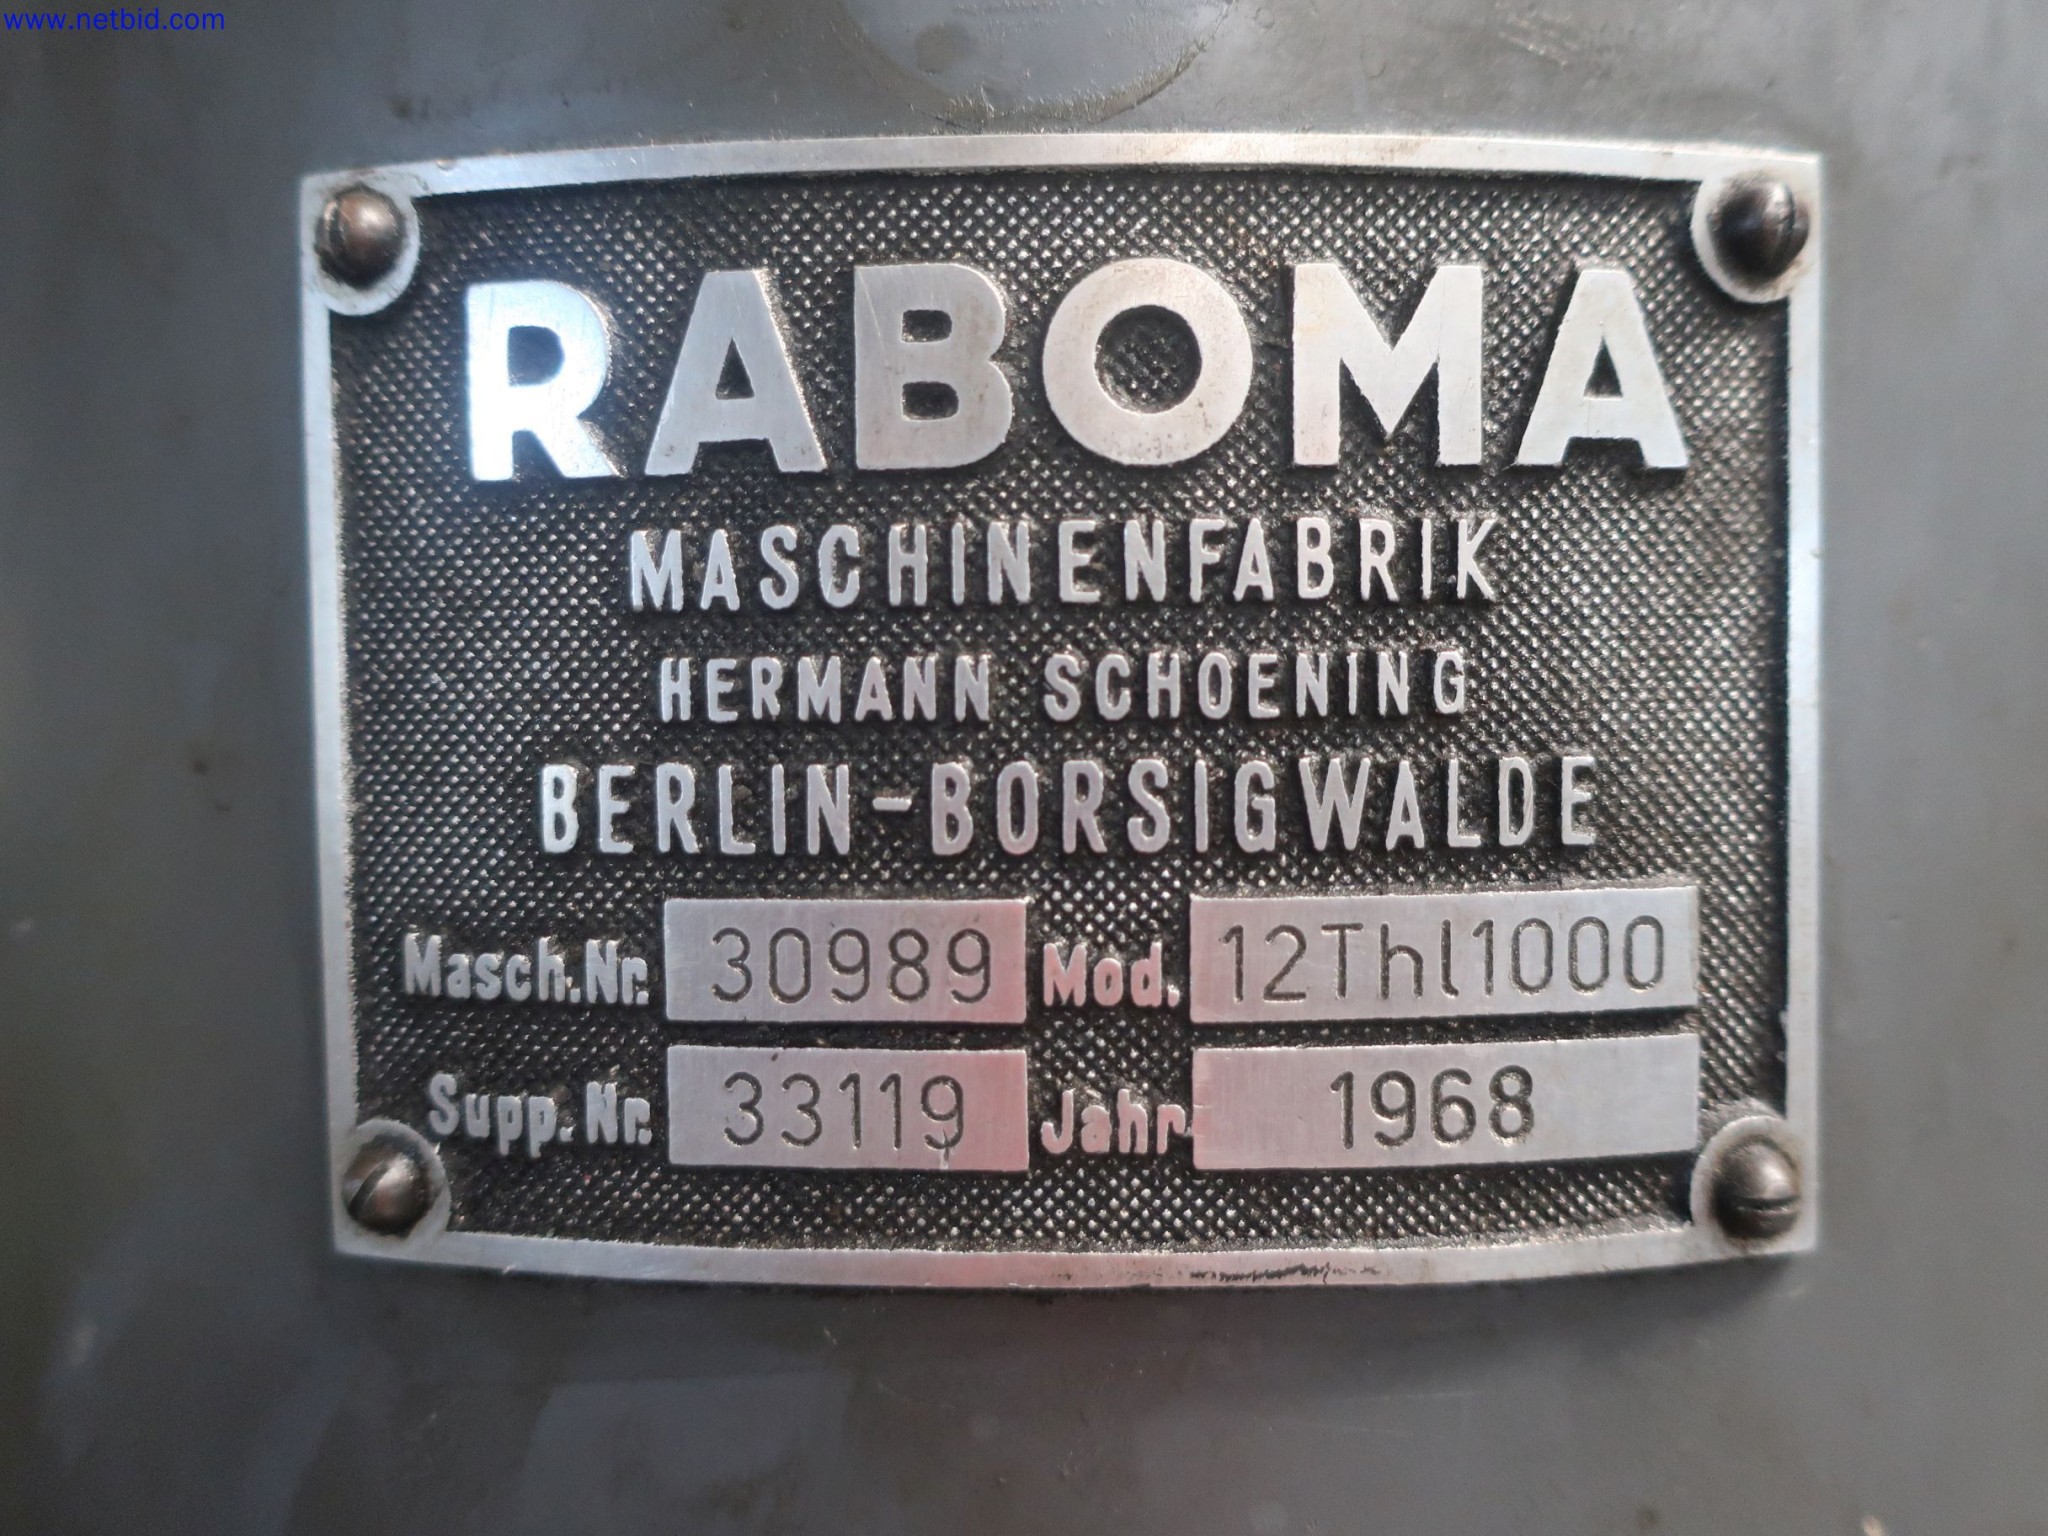 www.netbid.com
RABOMA
MASCHINENFABRIK
HERMANN SCHOENING
BERLIN-BORSIGWALDE
Masch.Nr. 30989 Mod. 12Thl1000
Supp.Nr. 33119 Jahr 1968